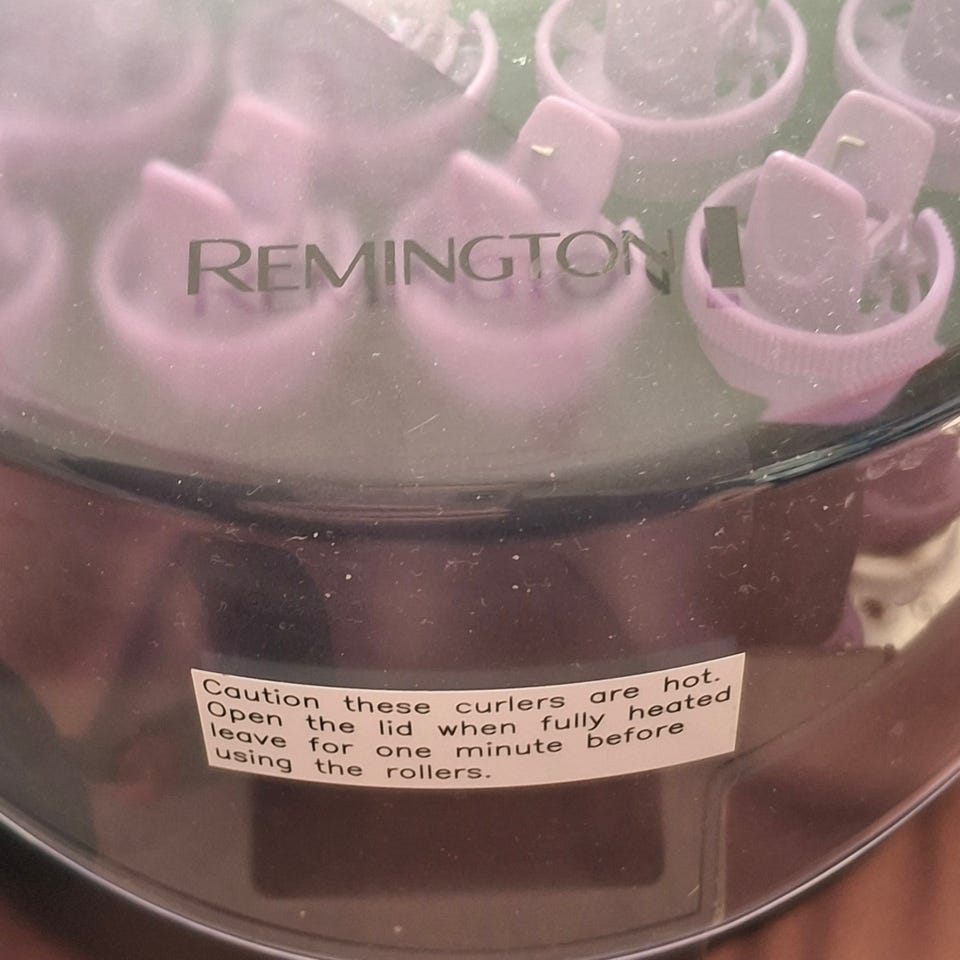 REMINGTON
Caution these curlers are hot.
Open the lid when fully heated
leave for one minute before
using the rollers.